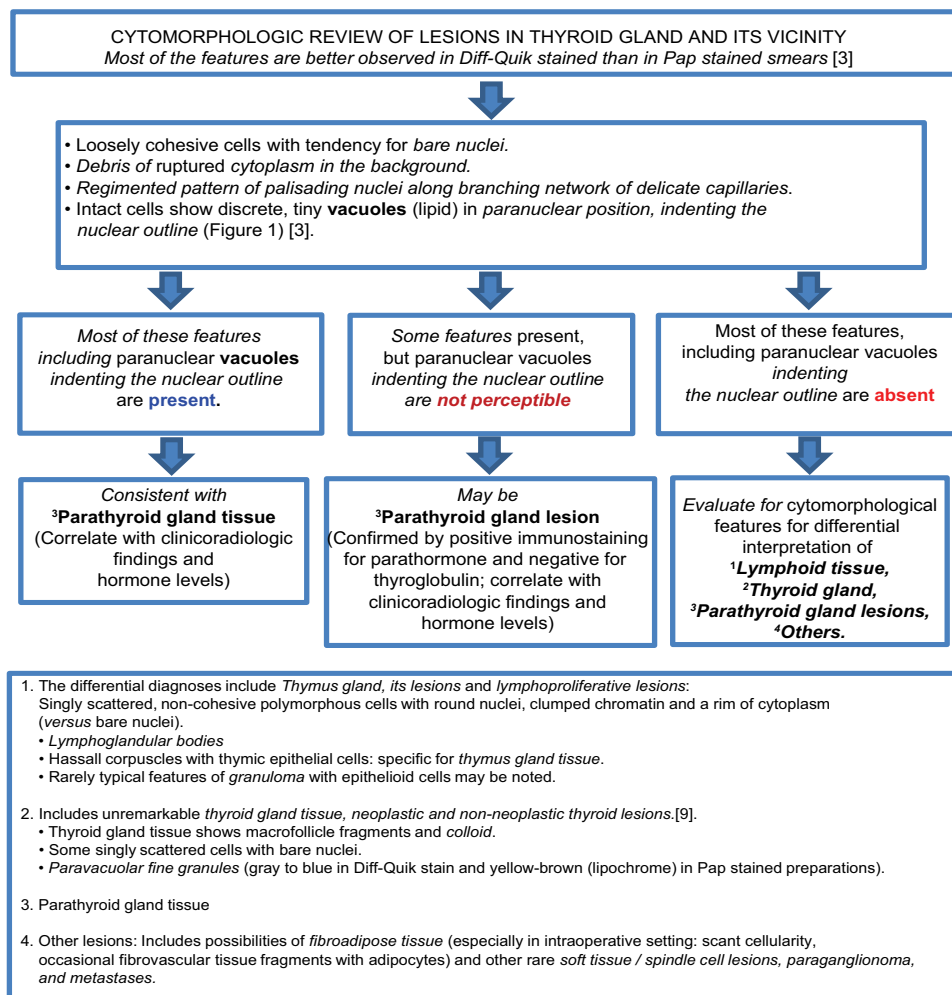 CYTOMORPHOLOGIC REVIEW OF LESIONS IN THYROID GLAND AND ITS VICINITY
Most of the features are better observed in Diff-Quik stained than in Pap stained smears [3]
• Loosely cohesive cells with tendency for bare nuclei.
• Debris of ruptured cytoplasm in the background.
• Regimented pattern of palisading nuclei along branching network of delicate capillaries.
• Intact cells show discrete, tiny vacuoles (lipid) in paranuclear position, indenting the
nuclear outline (Figure 1) [3].
Most of these features
including paranuclear vacuoles
indenting the nuclear outline
are present.
Some features present,
but paranuclear vacuoles
indenting the nuclear outline
are not perceptible
Most of these features,
including paranuclear vacuoles
indenting
the nuclear outline are absent
Consistent with
³Parathyroid gland tissue
(Correlate with clinicoradiologic
findings and
hormone levels)
May be
³Parathyroid gland lesion
(Confirmed by positive immunostaining
for parathormone and negative for
thyroglobulin; correlate with
clinicoradiologic findings and
hormone levels)
Evaluate for cytomorphological
features for differential
interpretation of
¹Lymphoid tissue,
²Thyroid gland,
³Parathyroid gland lesions,
⁴Others.
1. The differential diagnoses include Thymus gland, its lesions and lymphoproliferative lesions:
Singly scattered, non-cohesive polymorphous cells with round nuclei, clumped chromatin and a rim of cytoplasm
(versus bare nuclei).
• Lymphoglandular bodies
• Hassall corpuscles with thymic epithelial cells: specific for thymus gland tissue.
• Rarely typical features of granuloma with epithelioid cells may be noted.
2. Includes unremarkable thyroid gland tissue, neoplastic and non-neoplastic thyroid lesions.[9].
• Thyroid gland tissue shows macrofollicle fragments and colloid.
• Some singly scattered cells with bare nuclei.
• Paravacuolar fine granules (gray to blue in Diff-Quik stain and yellow-brown (lipochrome) in Pap stained preparations).
3. Parathyroid gland tissue
4. Other lesions: Includes possibilities of fibroadipose tissue (especially in intraoperative setting: scant cellularity,
occasional fibrovascular tissue fragments with adipocytes) and other rare soft tissue / spindle cell lesions, paraganglionoma,
and metastases.